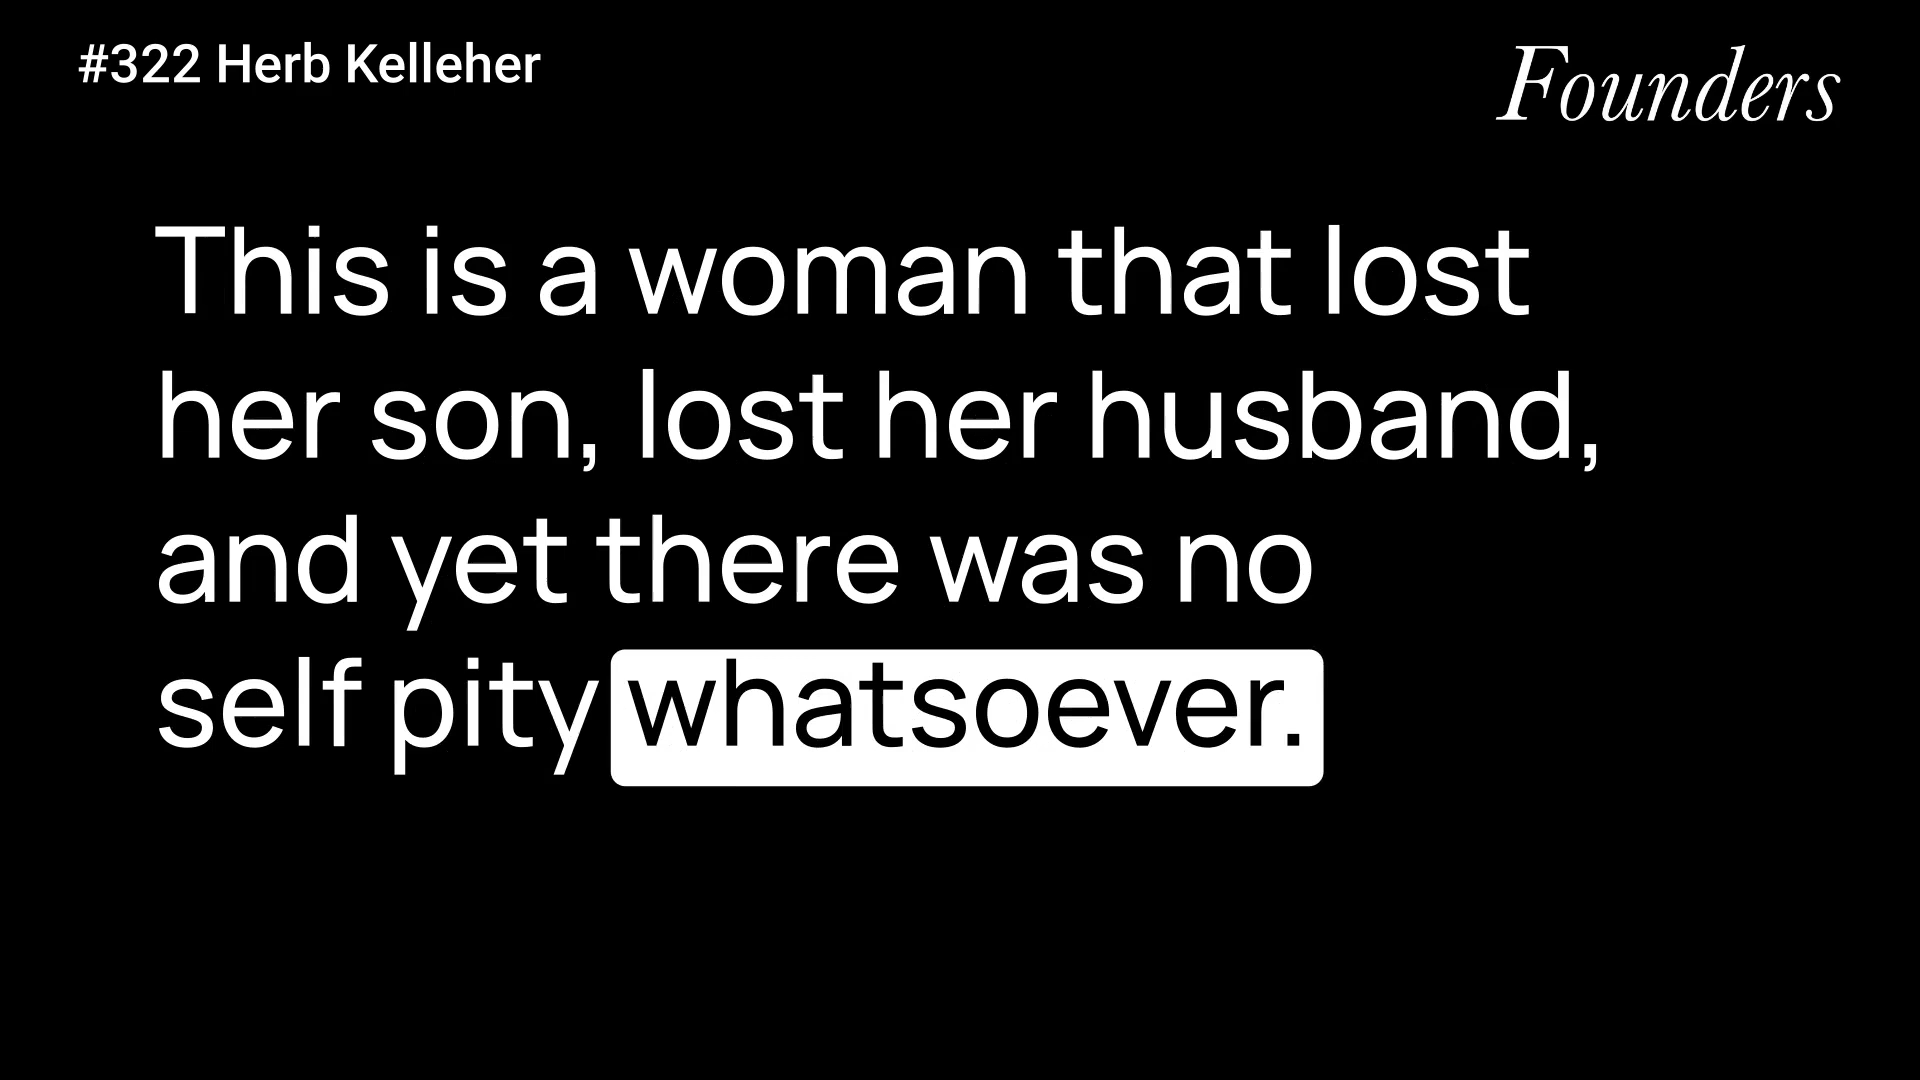 #322 Herb Kelleher
Founders
This is a woman that lost
her son, lost her husband,
and yet there was no
self pity whatsoever.